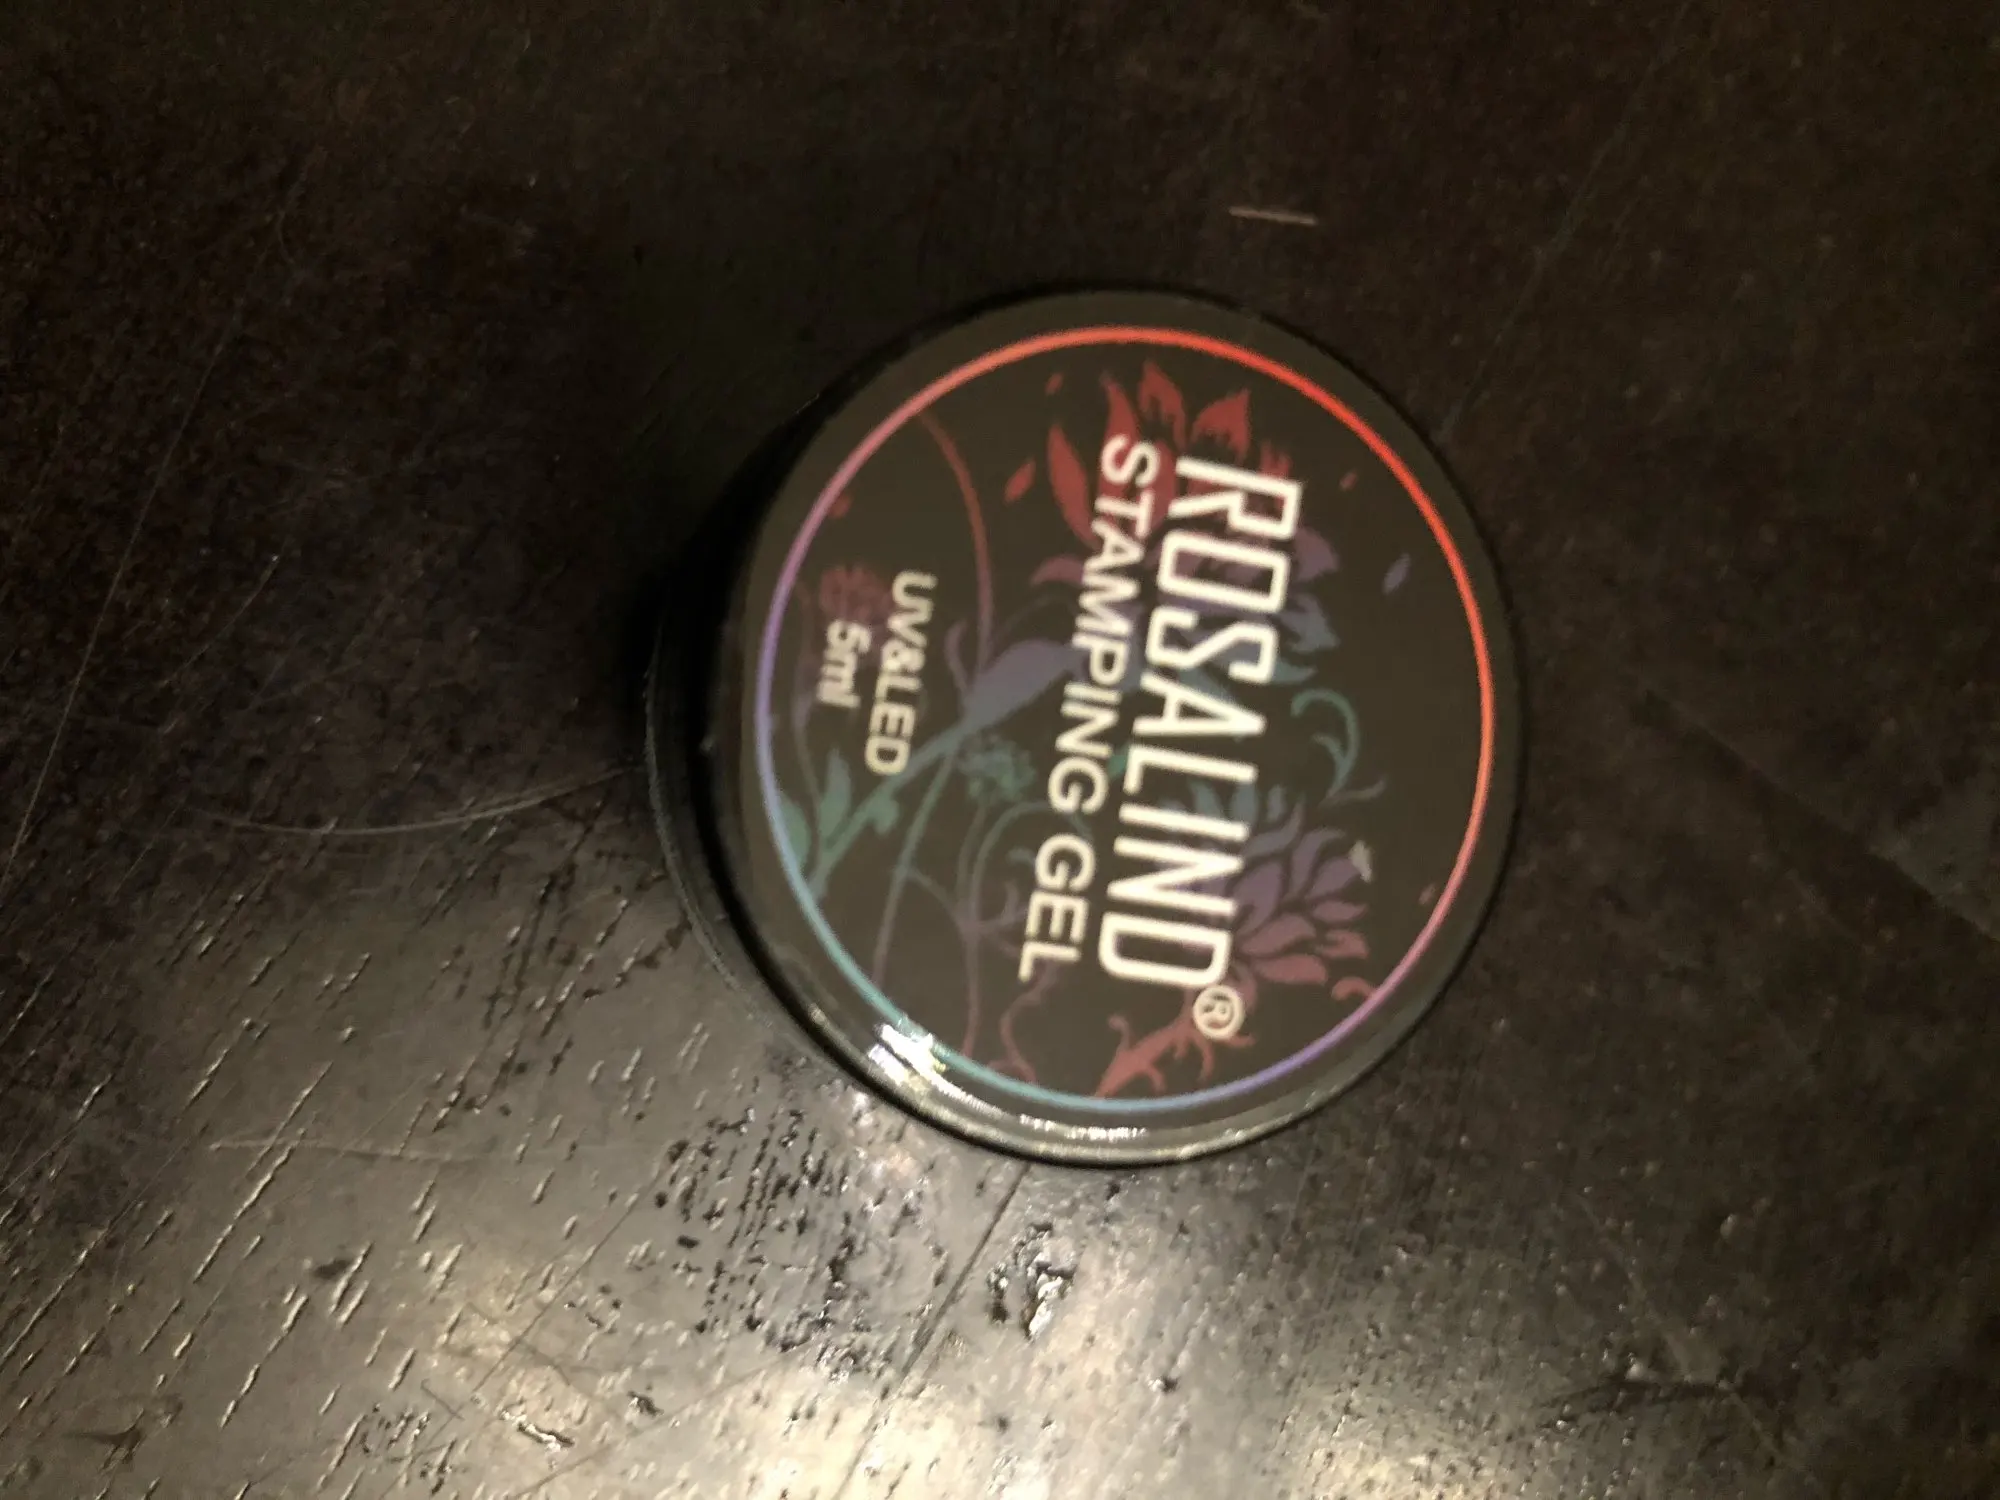 ROSALIND®
STAMPING GEL
UV&LED
5ml